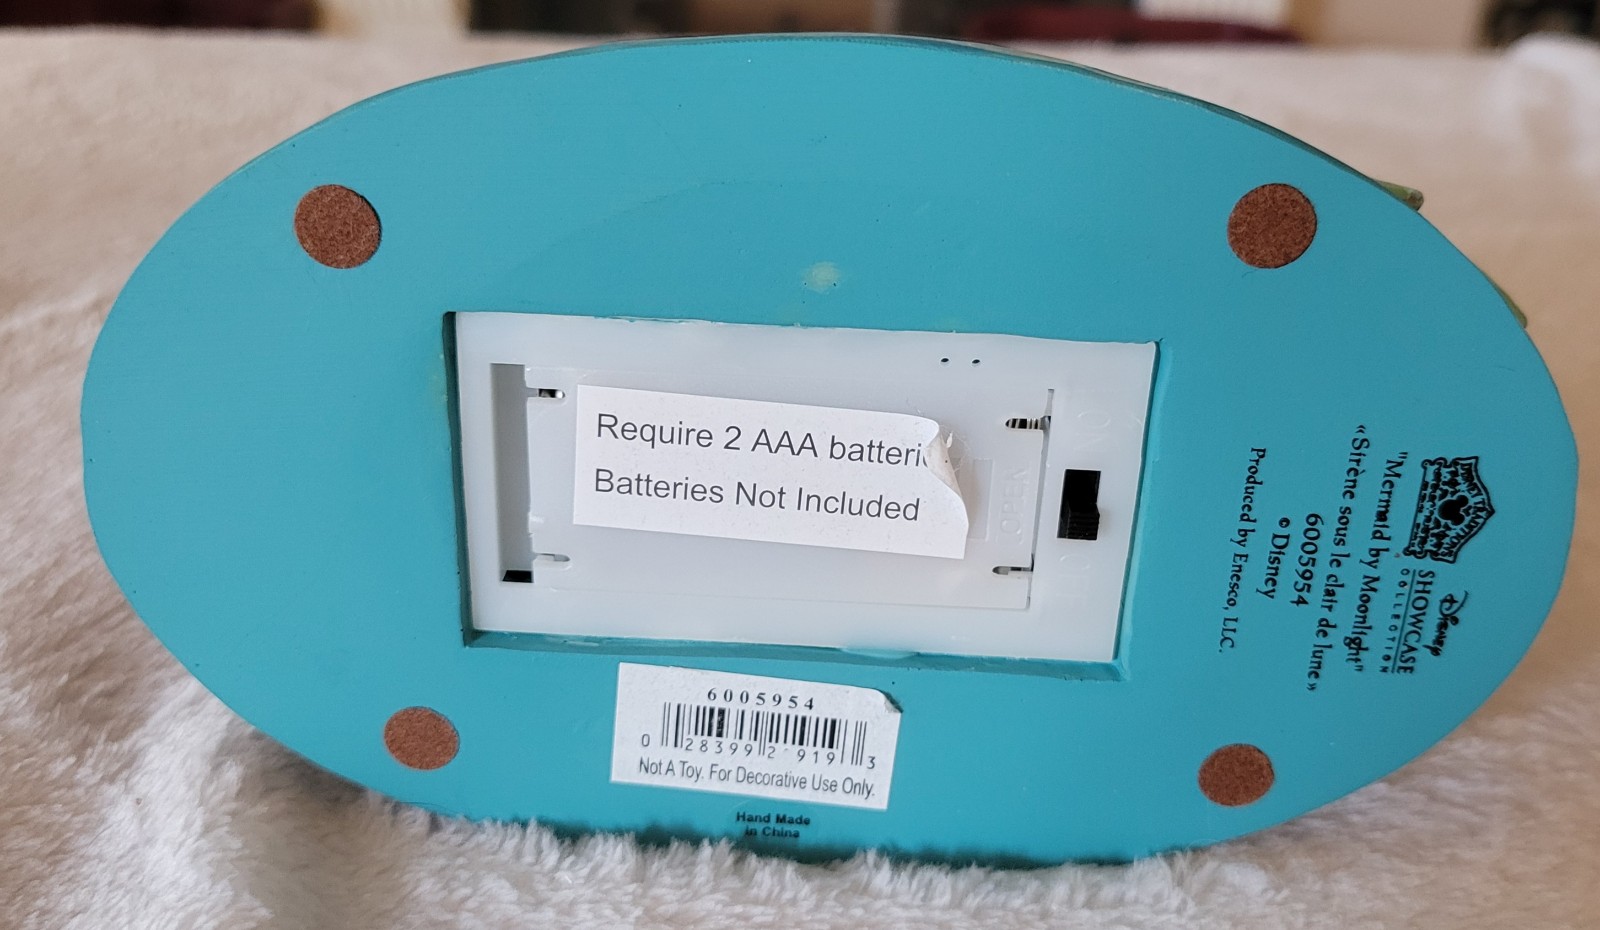 Require 2 AAA batteri
Batteries Not Included
OPEN
ON
6005954
0 28399 2 919 3
Not A Toy. For Decorative Use Only.
Hand Made
in China
Disney
SHOWCASE
COLLECTION
"Mermaid by Moonlight"
«Sirène sous le clair de lune»
6005954
© Disney
Produced by Enesco, LLC.